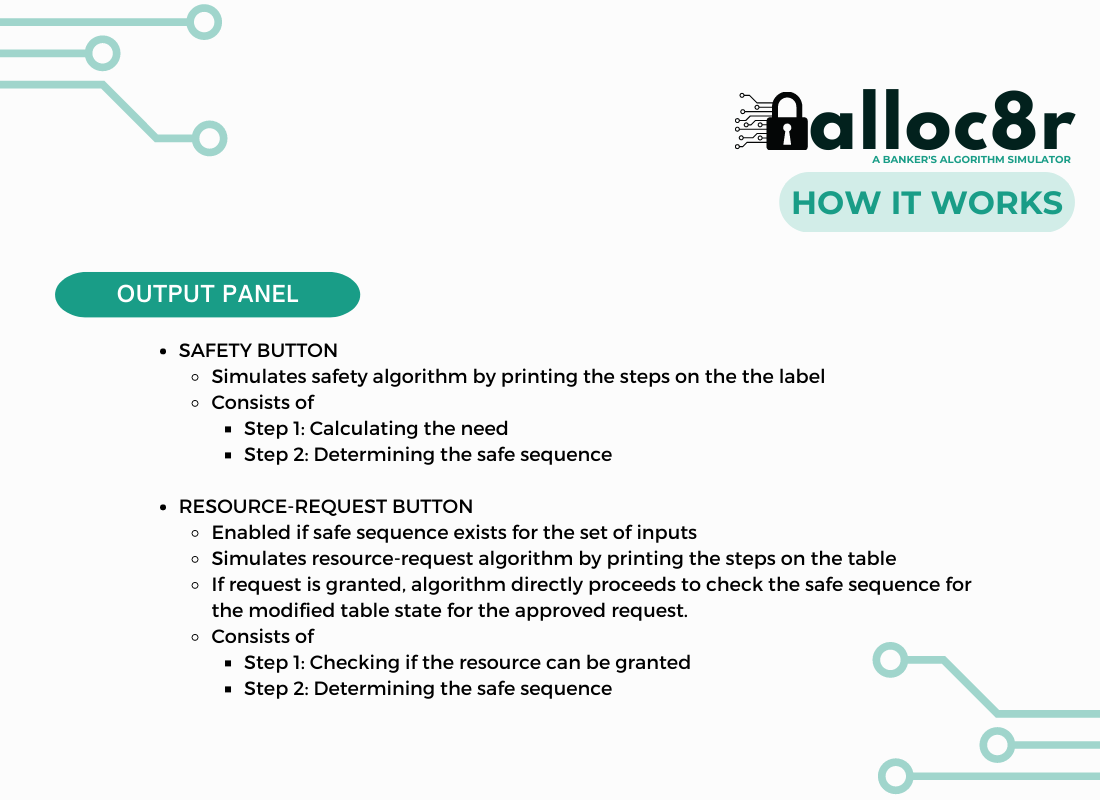 alloc8r
A BANKER'S ALGORITHM SIMULATOR
HOW IT WORKS
OUTPUT PANEL
• SAFETY BUTTON
◦ Simulates safety algorithm by printing the steps on the the label
◦ Consists of
▪ Step 1: Calculating the need
▪ Step 2: Determining the safe sequence
• RESOURCE-REQUEST BUTTON
◦ Enabled if safe sequence exists for the set of inputs
◦ Simulates resource-request algorithm by printing the steps on the table
◦ If request is granted, algorithm directly proceeds to check the safe sequence for
the modified table state for the approved request.
◦ Consists of
▪ Step 1: Checking if the resource can be granted
▪ Step 2: Determining the safe sequence